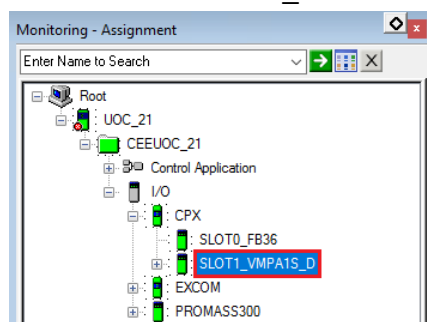 Monitoring - Assignment
Enter Name to Search
Root
UOC_21
CEEUOC_21
Control Application
I/O
CPX
SLOT0_FB36
SLOT1_VMPA1S_D
EXCOM
PROMASS300